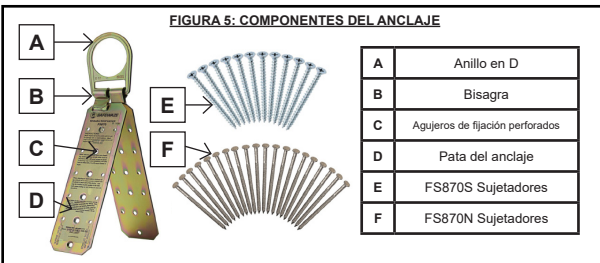 FIGURA 5: COMPONENTES DEL ANCLAJE
A
B
C
D
E
F
A Anillo en D
B Bisagra
C Agujeros de fijación perforados
D Pata del anclaje
E FS870S Sujetadores
F FS870N Sujetadores